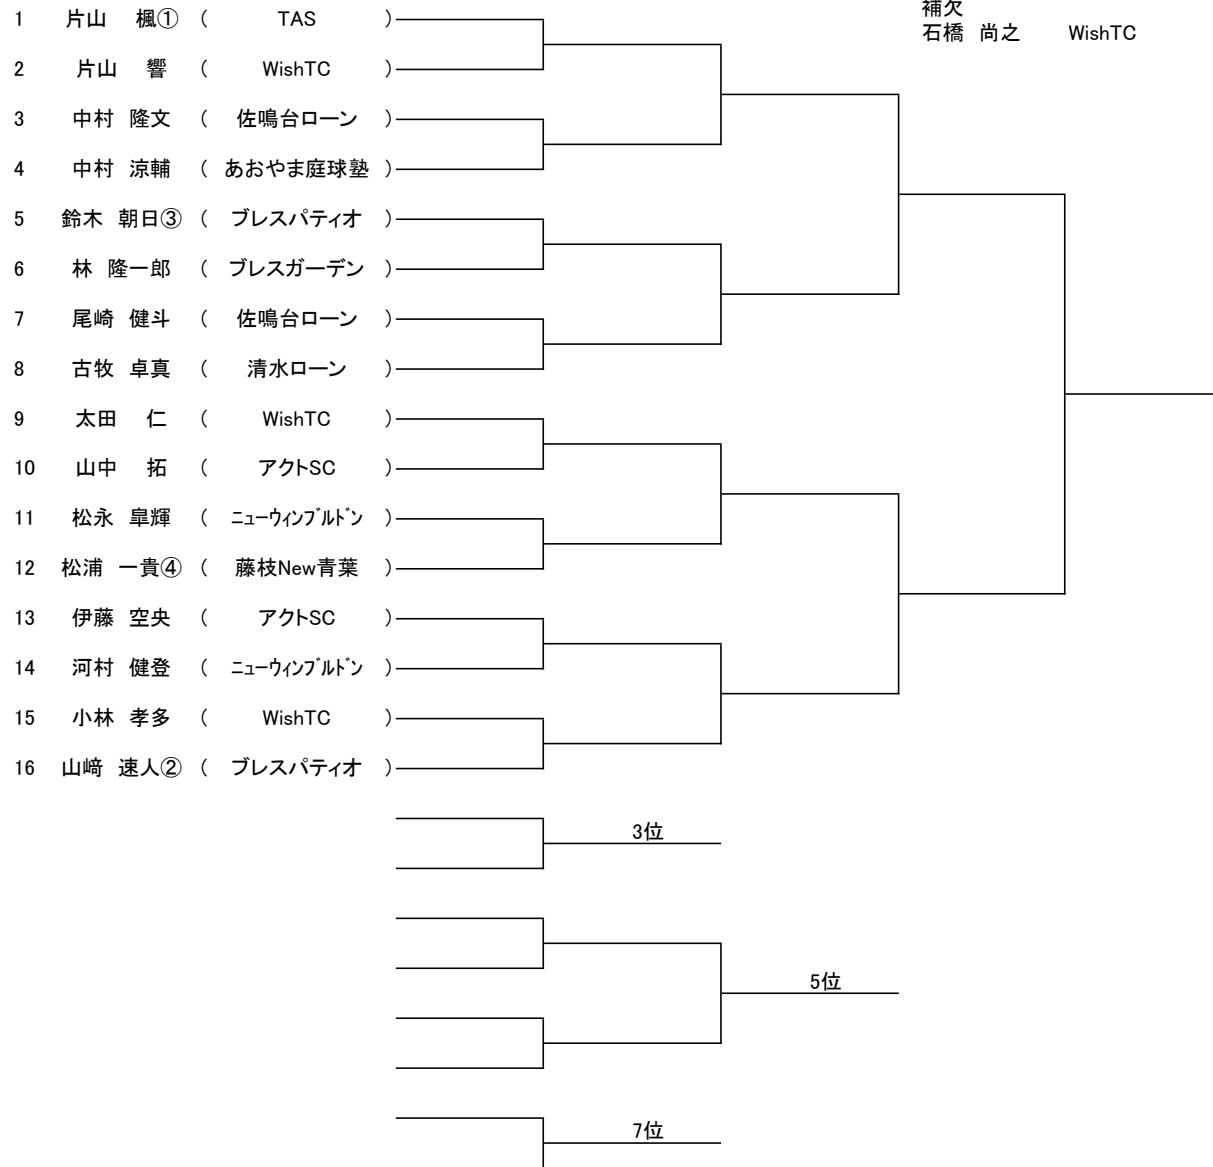 補欠
石橋 尚之 WishTC
1 片山 楓① ( TAS )
2 片山 響 ( WishTC )
3 中村 隆文 ( 佐鳴台ローン )
4 中村 涼輔 ( あおやま庭球塾 )
5 鈴木 朝日③ ( ブレスパティオ )
6 林 隆一郎 ( ブレスガーデン )
7 尾崎 健斗 ( 佐鳴台ローン )
8 古牧 卓真 ( 清水ローン )
9 太田 仁 ( WishTC )
10 山中 拓 ( アクトSC )
11 松永 皐輝 ( ニューウィンブルドン )
12 松浦 一貴④ ( 藤枝New青葉 )
13 伊藤 空央 ( アクトSC )
14 河村 健登 ( ニューウィンブルドン )
15 小林 孝多 ( WishTC )
16 山﨑 速人② ( ブレスパティオ )
3位
5位
7位